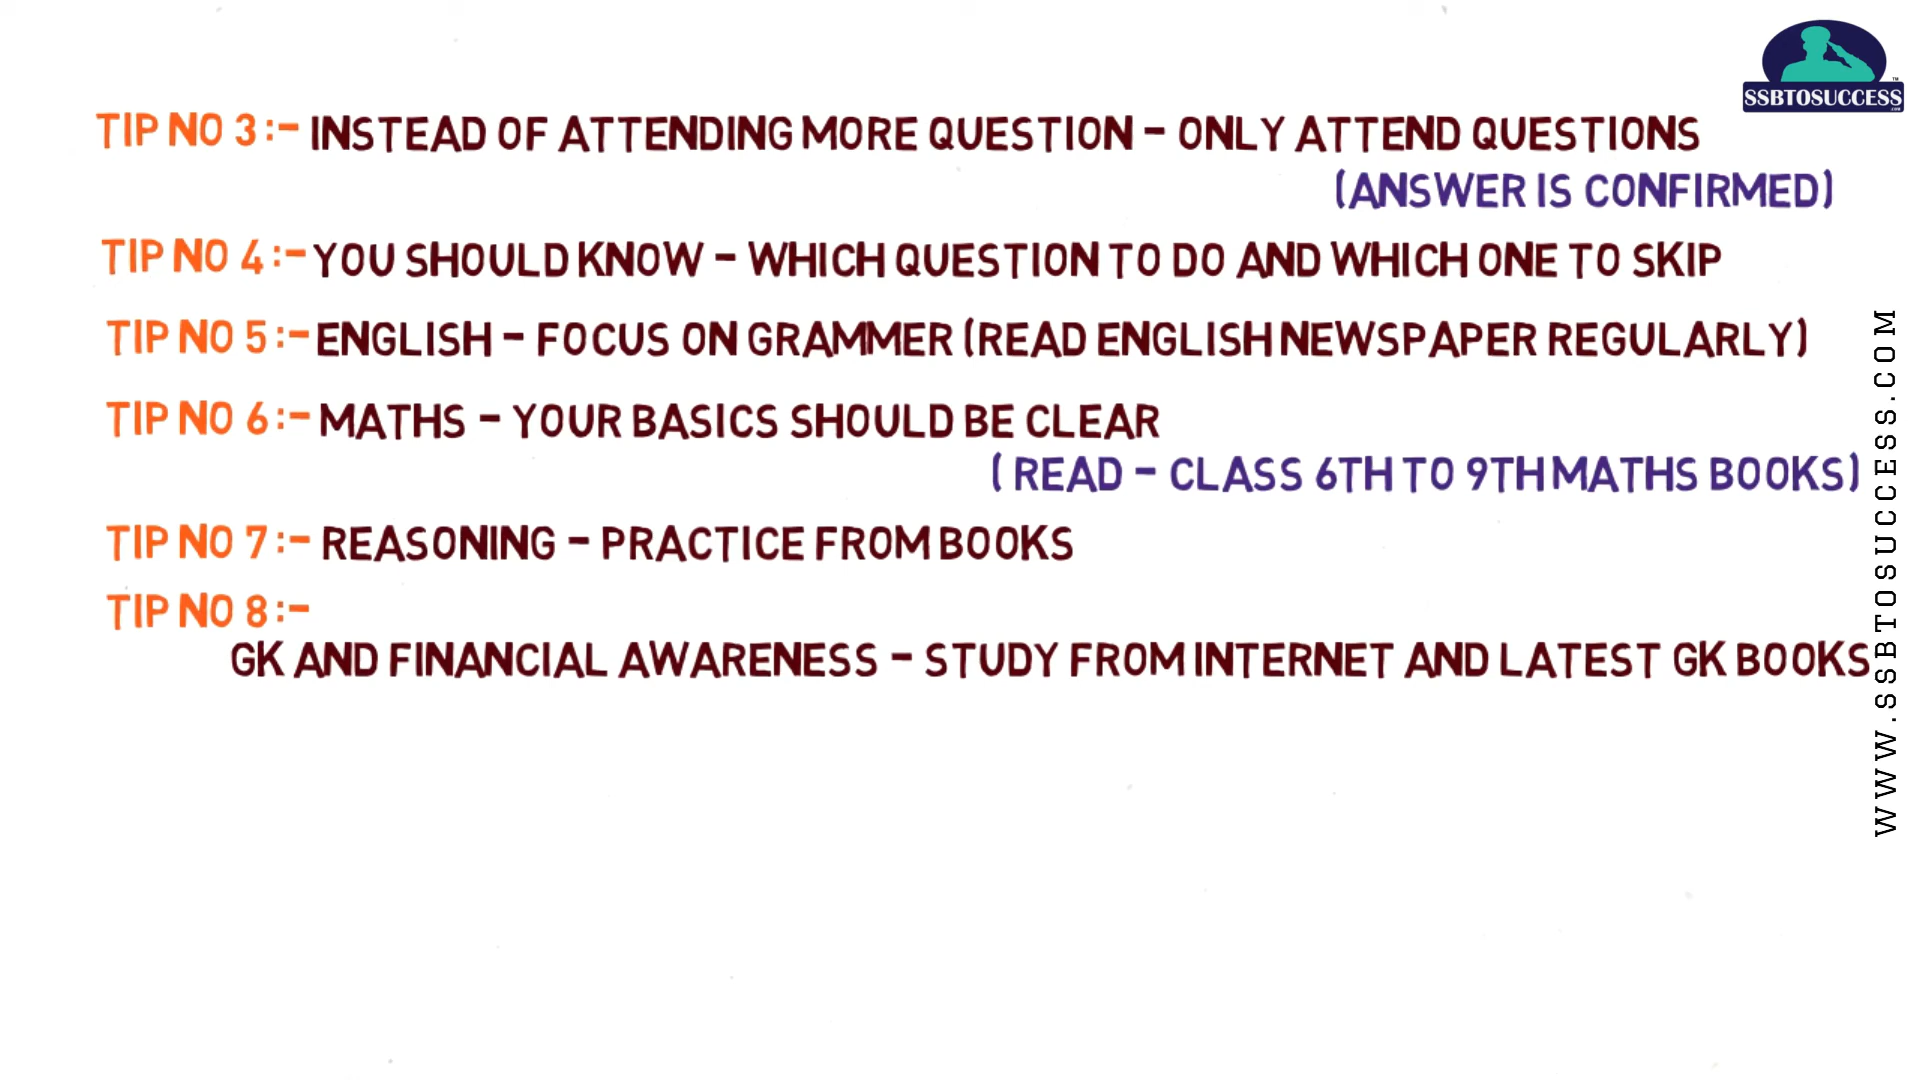 SSBTOSUCCESS
TIP NO 3 :- INSTEAD OF ATTENDING MORE QUESTION - ONLY ATTEND QUESTIONS
(ANSWER IS CONFIRMED)
TIP NO 4 :- YOU SHOULD KNOW - WHICH QUESTION TO DO AND WHICH ONE TO SKIP
TIP NO 5 :- ENGLISH - FOCUS ON GRAMMER (READ ENGLISH NEWSPAPER REGULARLY)
TIP NO 6 :- MATHS - YOUR BASICS SHOULD BE CLEAR
( READ - CLASS 6TH TO 9TH MATHS BOOKS)
TIP NO 7 :- REASONING - PRACTICE FROM BOOKS
TIP NO 8 :-
GK AND FINANCIAL AWARENESS - STUDY FROM INTERNET AND LATEST GK BOOKS
WWW.SSBTOSUCCESS.COM